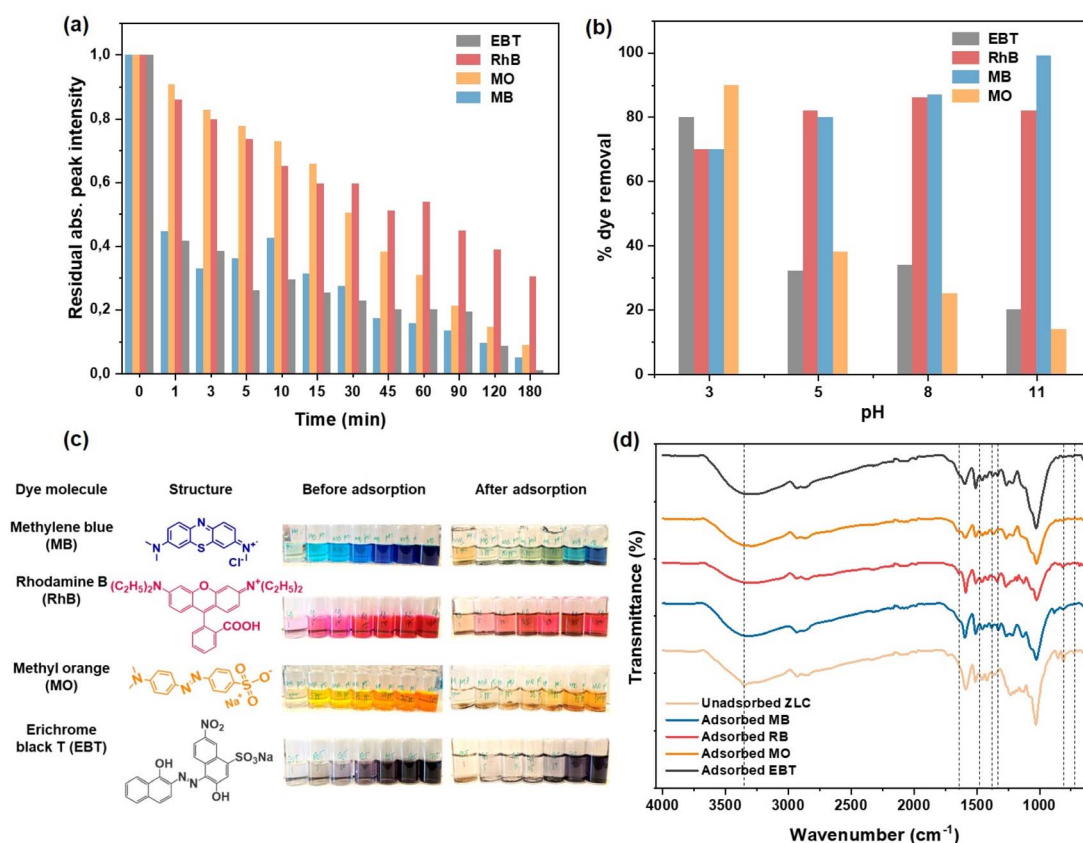 (a)
EBT
RhB
MO
MB
1,0
0,8
0,6
0,4
0,2
0,0
Residual abs. peak intensity
0 1 3 5 10 15 30 45 60 90 120 180
Time (min)
(b)
EBT
RhB
MB
MO
100
80
60
40
20
0
% dye removal
3 5 8 11
pH
(c)
Dye molecule Structure Before adsorption After adsorption
Methylene blue
(MB)
N
N S N+
Cl-
Rhodamine B
(RhB)
(C2H5)2N O N+(C2H5)2
COOH
Methyl orange
(MO)
N
N
N
O
S O-
O
Na+
Erichrome
black T (EBT)
NO2
OH
SO3Na
N
N
OH
(d)
Transmittance (%)
Unadsorbed ZLC
Adsorbed MB
Adsorbed RB
Adsorbed MO
Adsorbed EBT
4000 3500 3000 2500 2000 1500 1000
Wavenumber (cm-1)